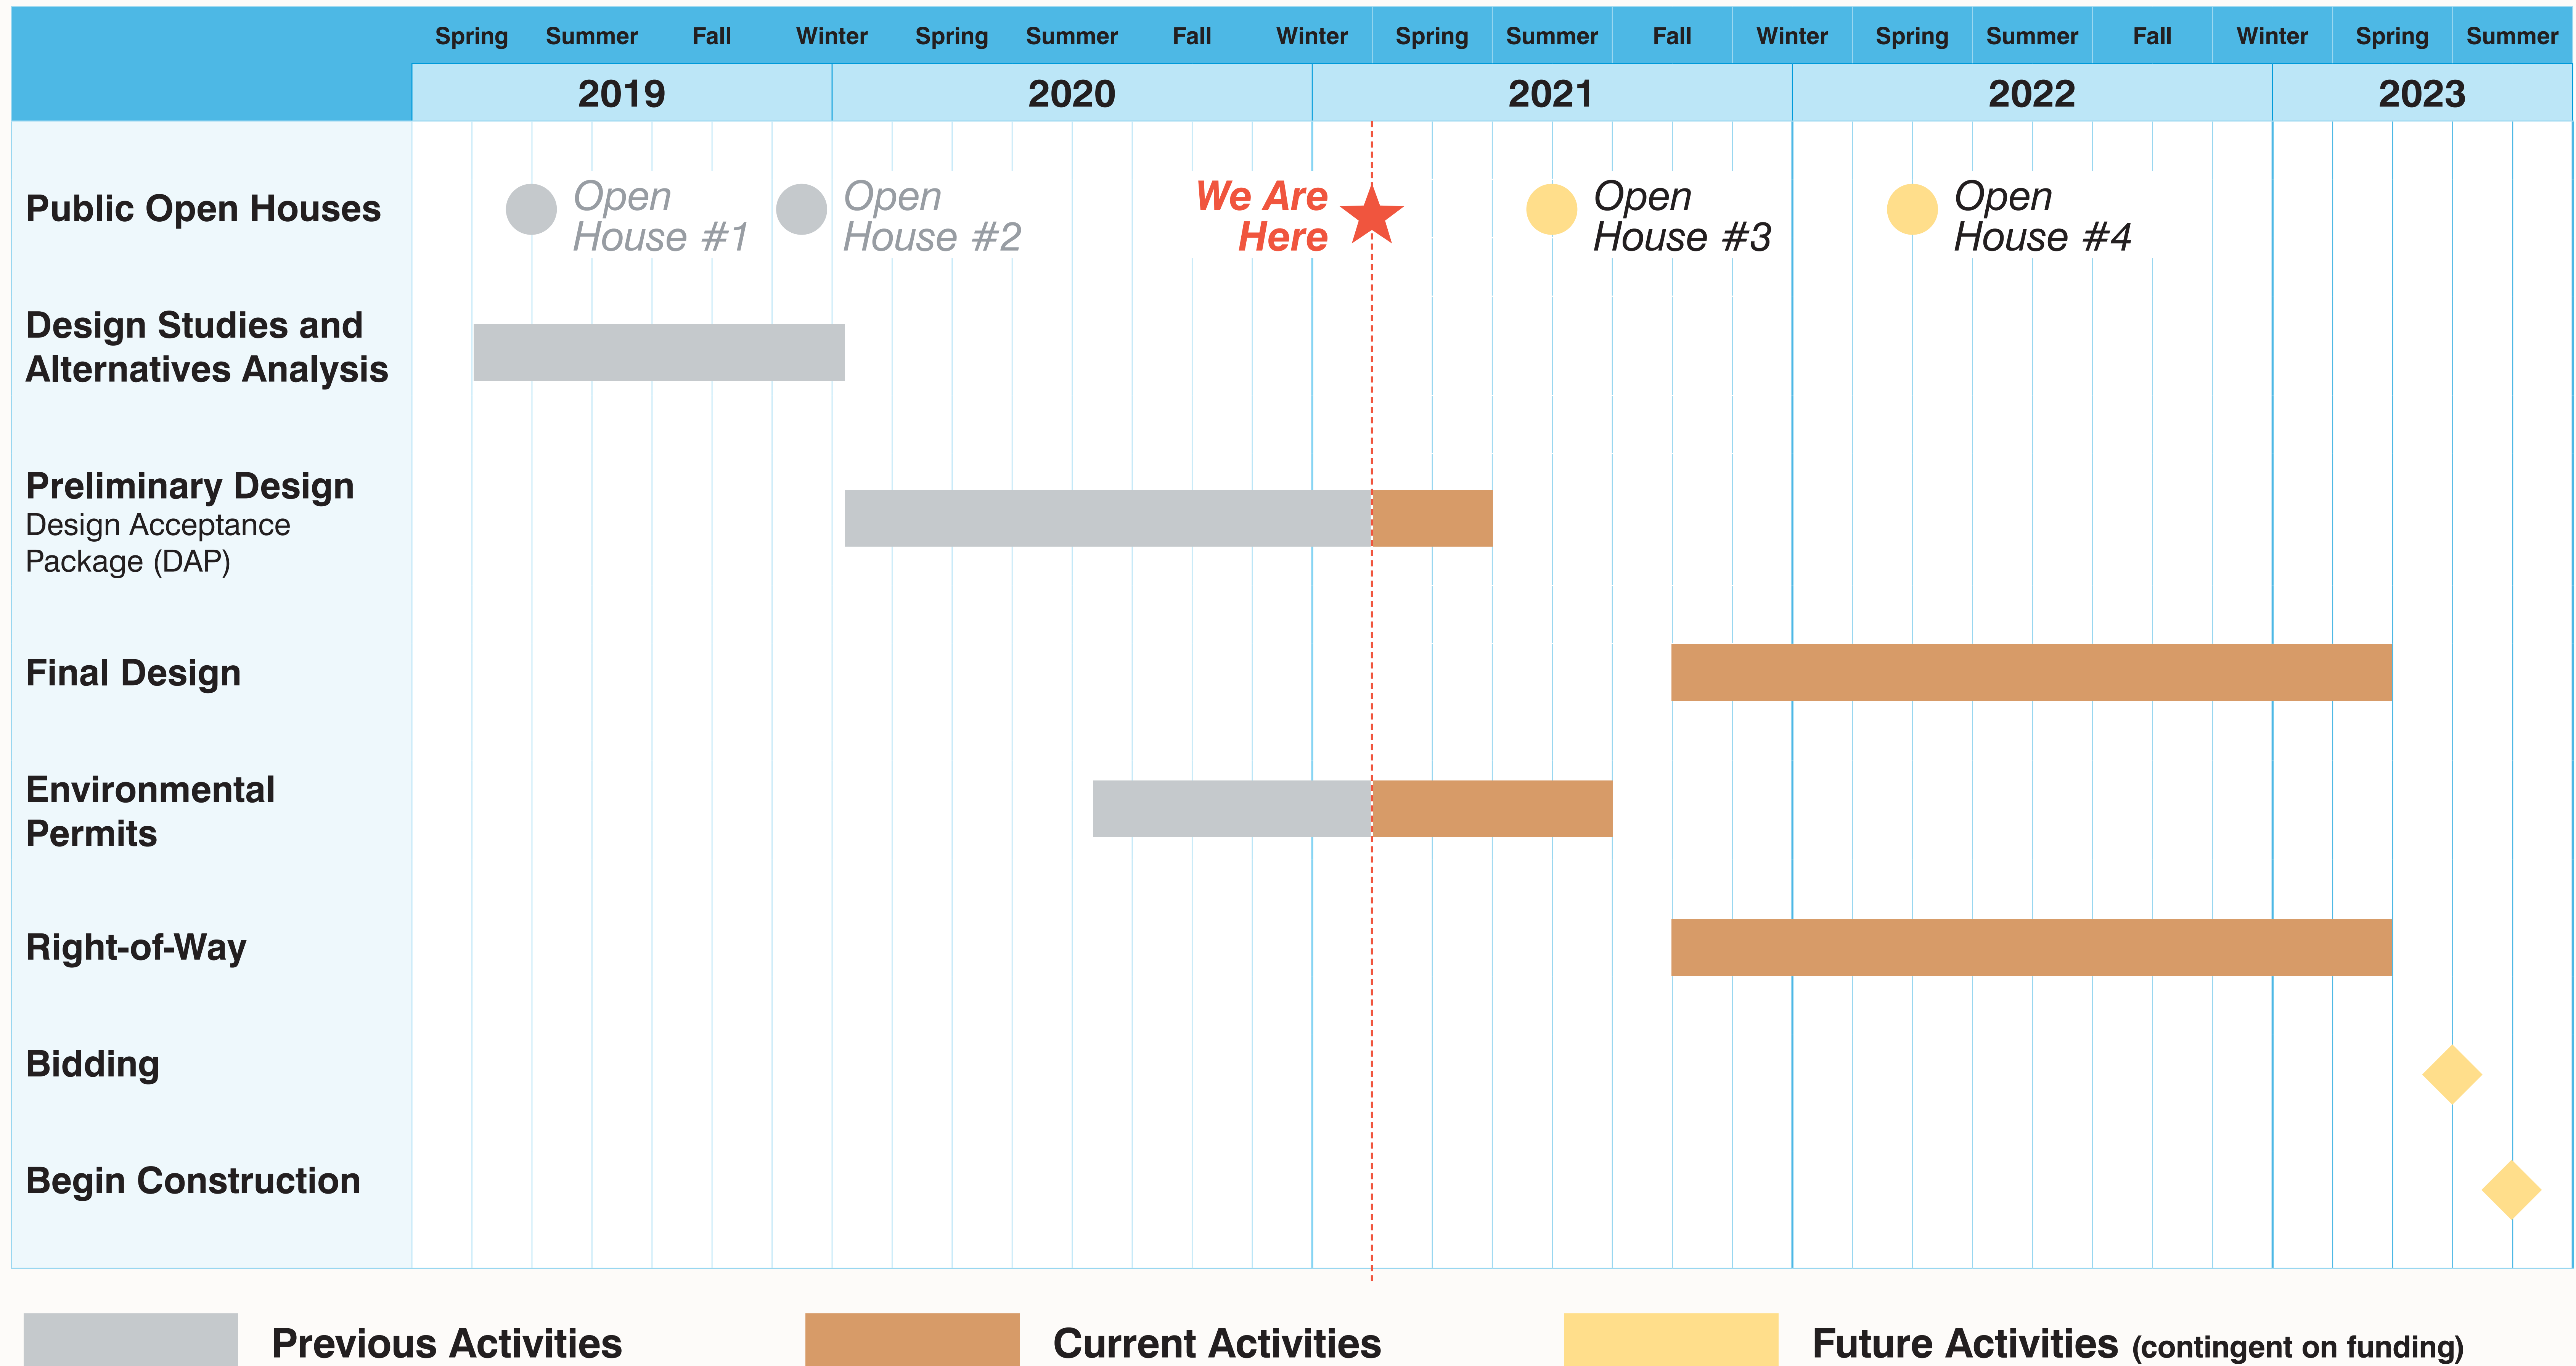 Spring Summer Fall Winter Spring Summer Fall Winter Spring Summer Fall Winter Spring Summer Fall Winter Spring Summer
2019 2020 2021 2022 2023
Public Open Houses
Open
House #1
Open
House #2
We Are
Here
Open
House #3
Open
House #4
Design Studies and
Alternatives Analysis
Preliminary Design
Design Acceptance
Package (DAP)
Final Design
Environmental
Permits
Right-of-Way
Bidding
Begin Construction
Previous Activities
Current Activities
Future Activities (contingent on funding)